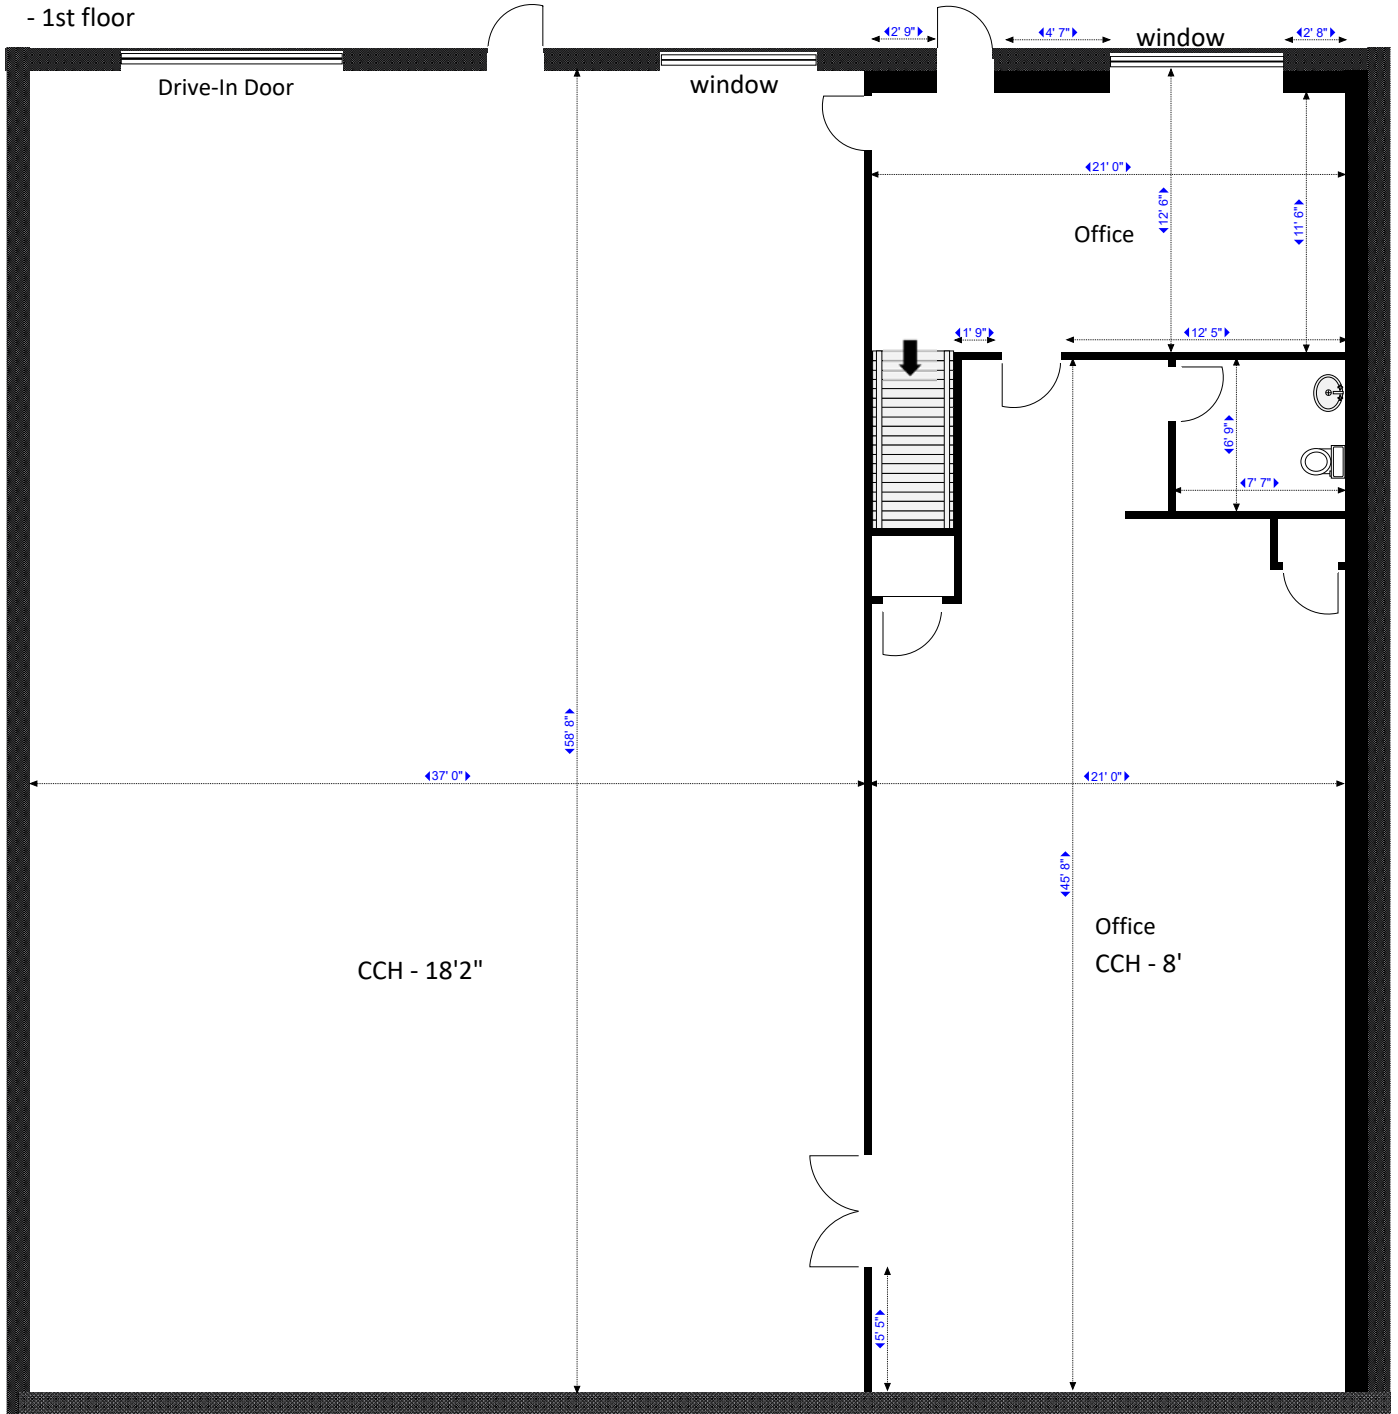 - 1st floor
2' 9"
4' 7"
window
2' 8"
Drive-In Door
window
21' 0"
12' 6"
11' 6"
Office
1' 9"
12' 5"
6' 9"
7' 7"
58' 8"
37' 0"
21' 0"
45' 8"
Office
CCH - 18'2"
CCH - 8'
5' 5"